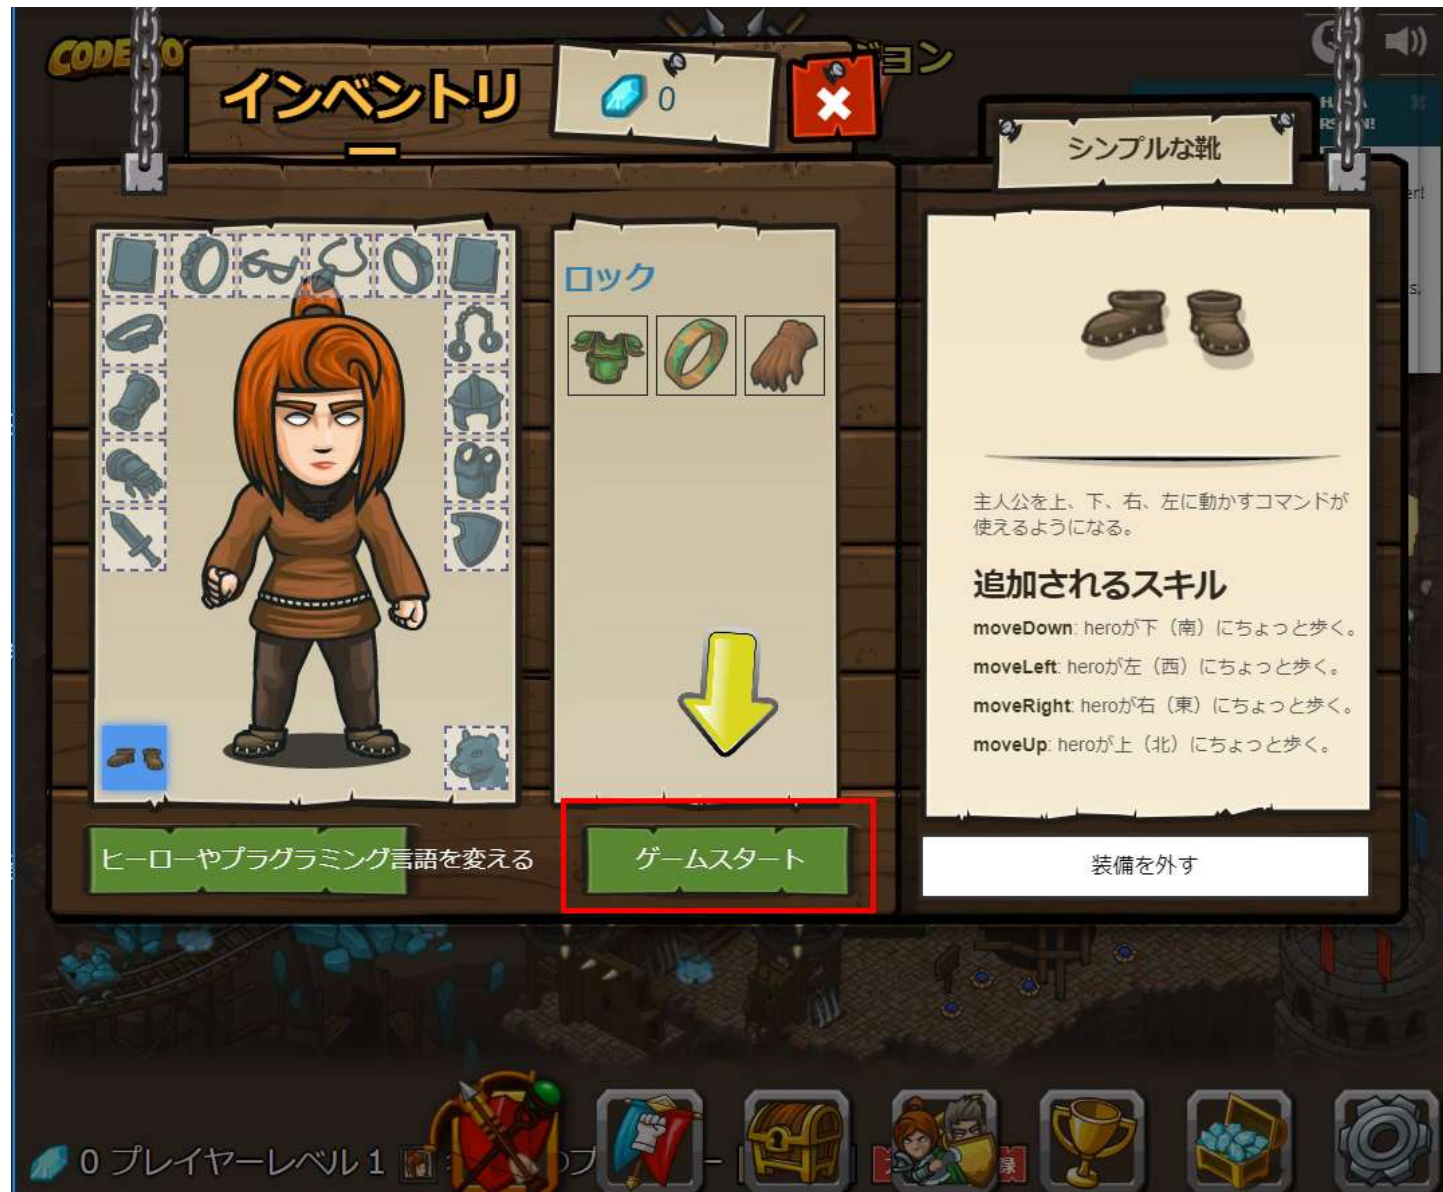 インベントリ
0
シンプルな靴
ロック
主人公を上、下、右、左に動かすコマンドが
使えるようになる。
追加されるスキル
moveDown: heroが下（南）にちょっと歩く。
moveLeft: heroが左（西）にちょっと歩く。
moveRight: heroが右（東）にちょっと歩く。
moveUp: heroが上（北）にちょっと歩く。
ヒーローやプラグラミング言語を変える
ゲームスタート
装備を外す
0 プレイヤーレベル 1